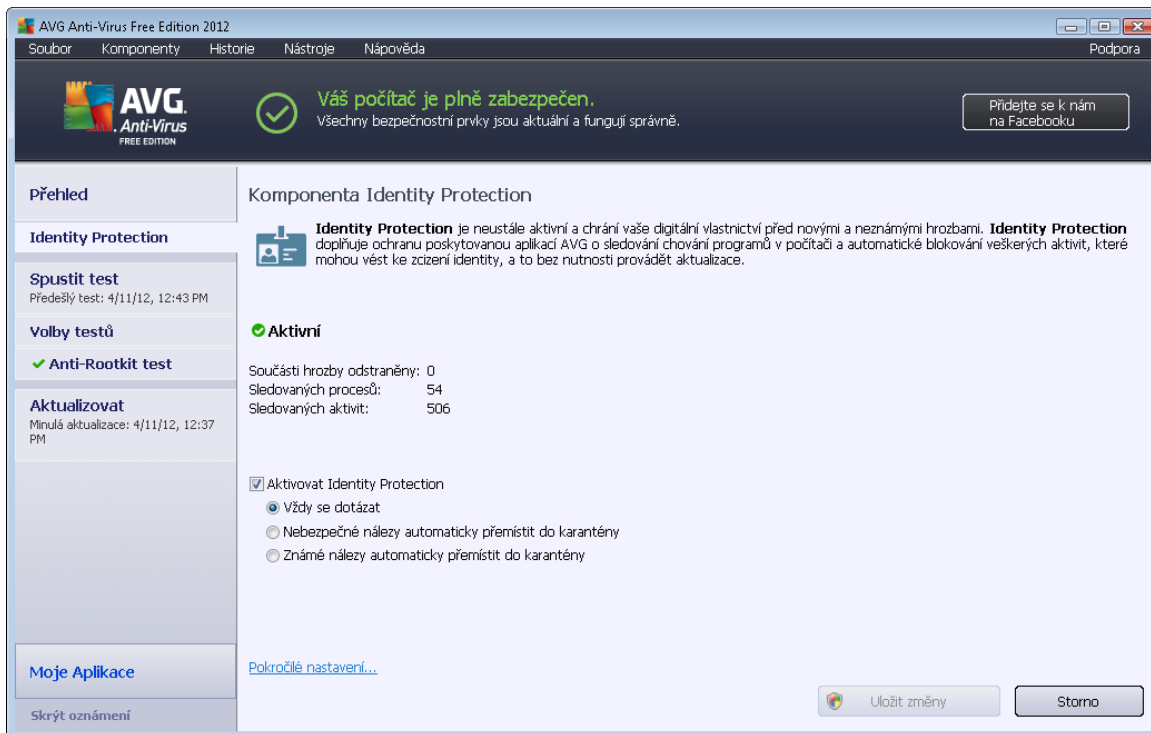 AVG Anti-Virus Free Edition 2012
Soubor Komponenty Historie Nástroje Nápověda Podpora
AVG.
Anti-Virus
FREE EDITION
Váš počítač je plně zabezpečen.
Všechny bezpečnostní prvky jsou aktuální a fungují správně.
Přidejte se k nám
na Facebooku
Přehled
Identity Protection
Spustit test
Předešlý test: 4/11/12, 12:43 PM
Volby testů
Anti-Rootkit test
Aktualizovat
Minulá aktualizace: 4/11/12, 12:37
PM
Moje Aplikace
Skrýt oznámení
Komponenta Identity Protection
Identity Protection je neustále aktivní a chrání vaše digitální vlastnictví před novými a neznámými hrozbami. Identity Protection
doplňuje ochranu poskytovanou aplikací AVG o sledování chování programů v počítači a automatické blokování veškerých aktivit, které
mohou vést ke zcizení identity, a to bez nutnosti provádět aktualizace.
Aktivní
Součásti hrozby odstraněny: 0
Sledovaných procesů: 54
Sledovaných aktivit: 506
Aktivovat Identity Protection
Vždy se dotázat
Nebezpečné nálezy automaticky přemístit do karantény
Známé nálezy automaticky přemístit do karantény
Pokročilé nastavení...
Uložit změny
Storno